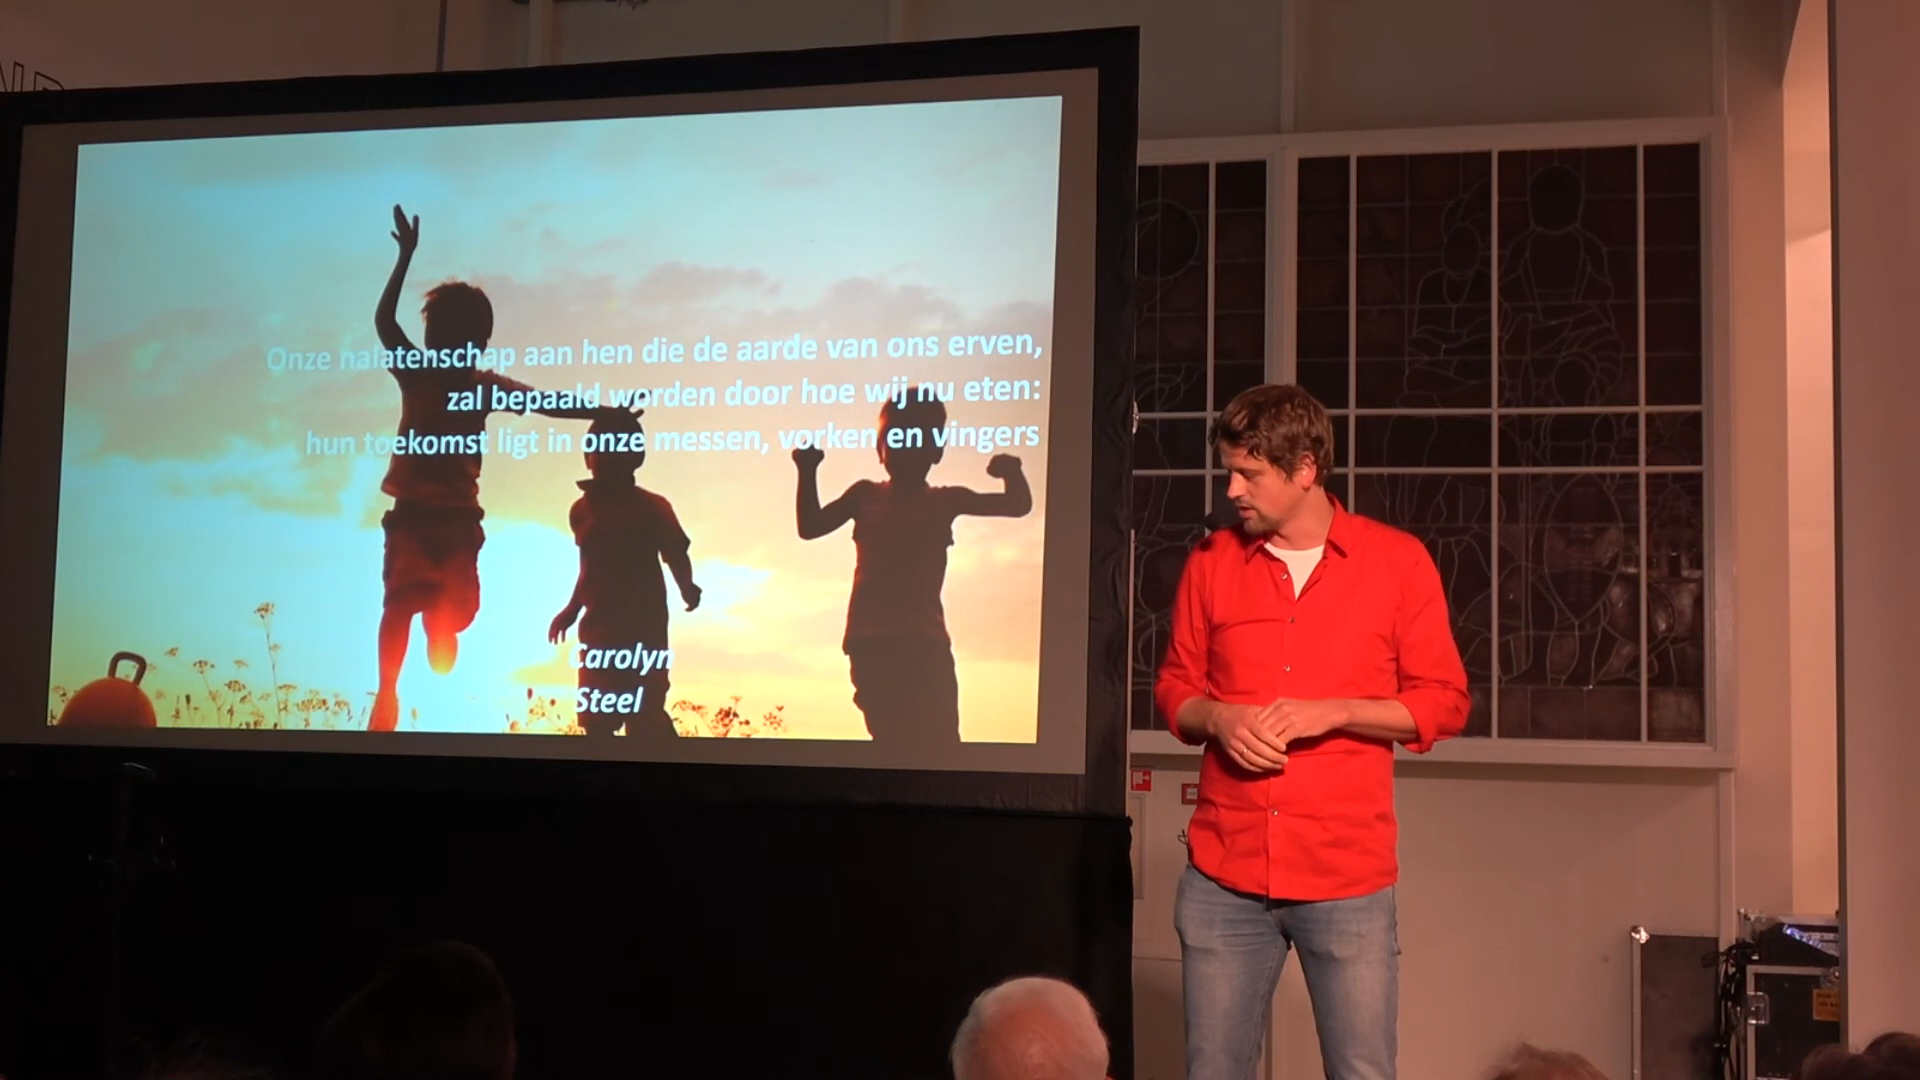 Onze nalatenschap aan hen die de aarde van ons erven,
zal bepaald worden door hoe wij nu eten:
hun toekomst ligt in onze messen, vorken en vingers
Carolyn
Steel